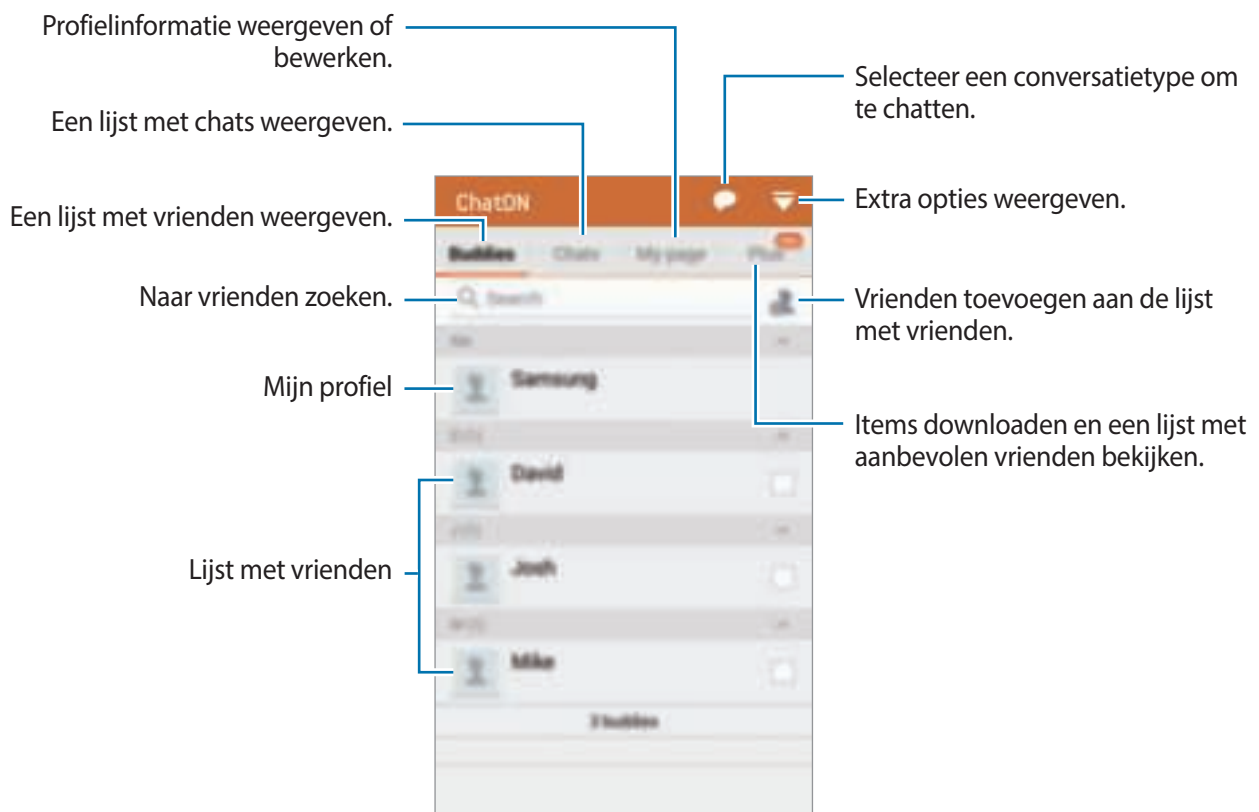 Profielinformatie weergeven of
bewerken.
Een lijst met chats weergeven.
Een lijst met vrienden weergeven.
Naar vrienden zoeken.
Mijn profiel
Lijst met vrienden
Selecteer een conversatietype om
te chatten.
Extra opties weergeven.
Vrienden toevoegen aan de lijst
met vrienden.
Items downloaden en een lijst met
aanbevolen vrienden bekijken.
ChatON
Buddies Chats My page Plus
Search
Samsung
David
Josh
Mike
3 buddies